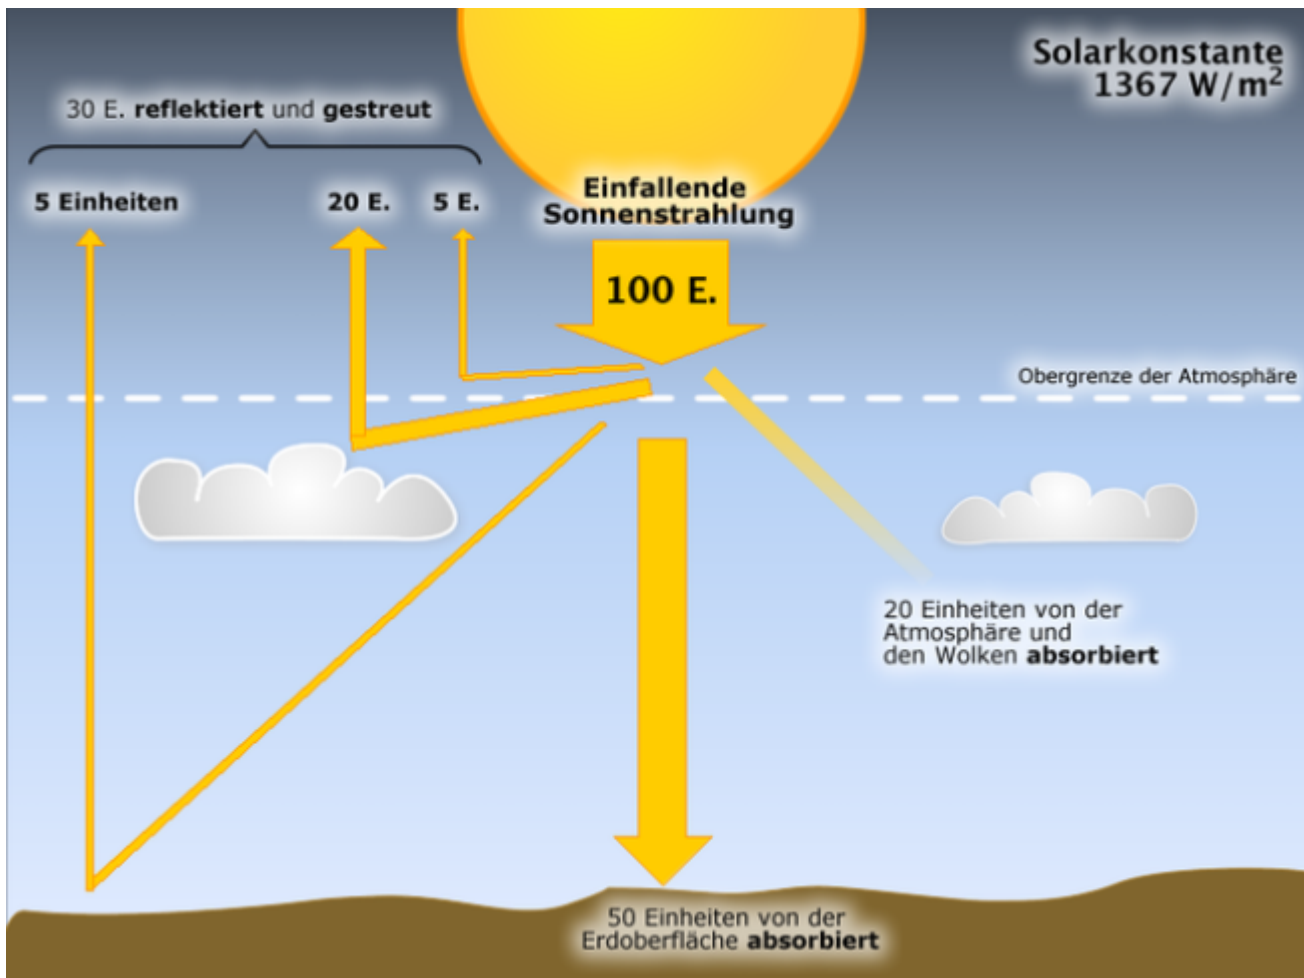 Solarkonstante
1367 W/m²
30 E. reflektiert und gestreut
5 Einheiten
20 E.
5 E.
Einfallende
Sonnenstrahlung
100 E.
Obergrenze der Atmosphäre
20 Einheiten von der
Atmosphäre und
den Wolken absorbiert
50 Einheiten von der
Erdoberfläche absorbiert